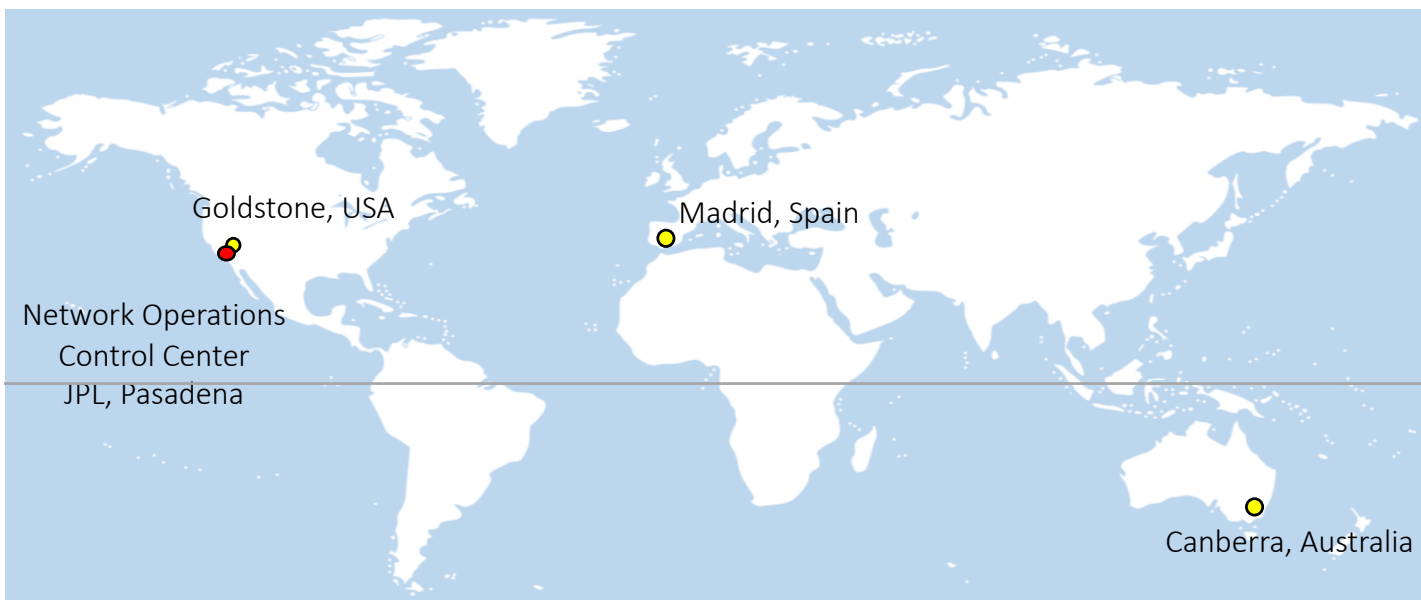 Goldstone, USA
Madrid, Spain
Network Operations
Control Center
JPL, Pasadena
Canberra, Australia